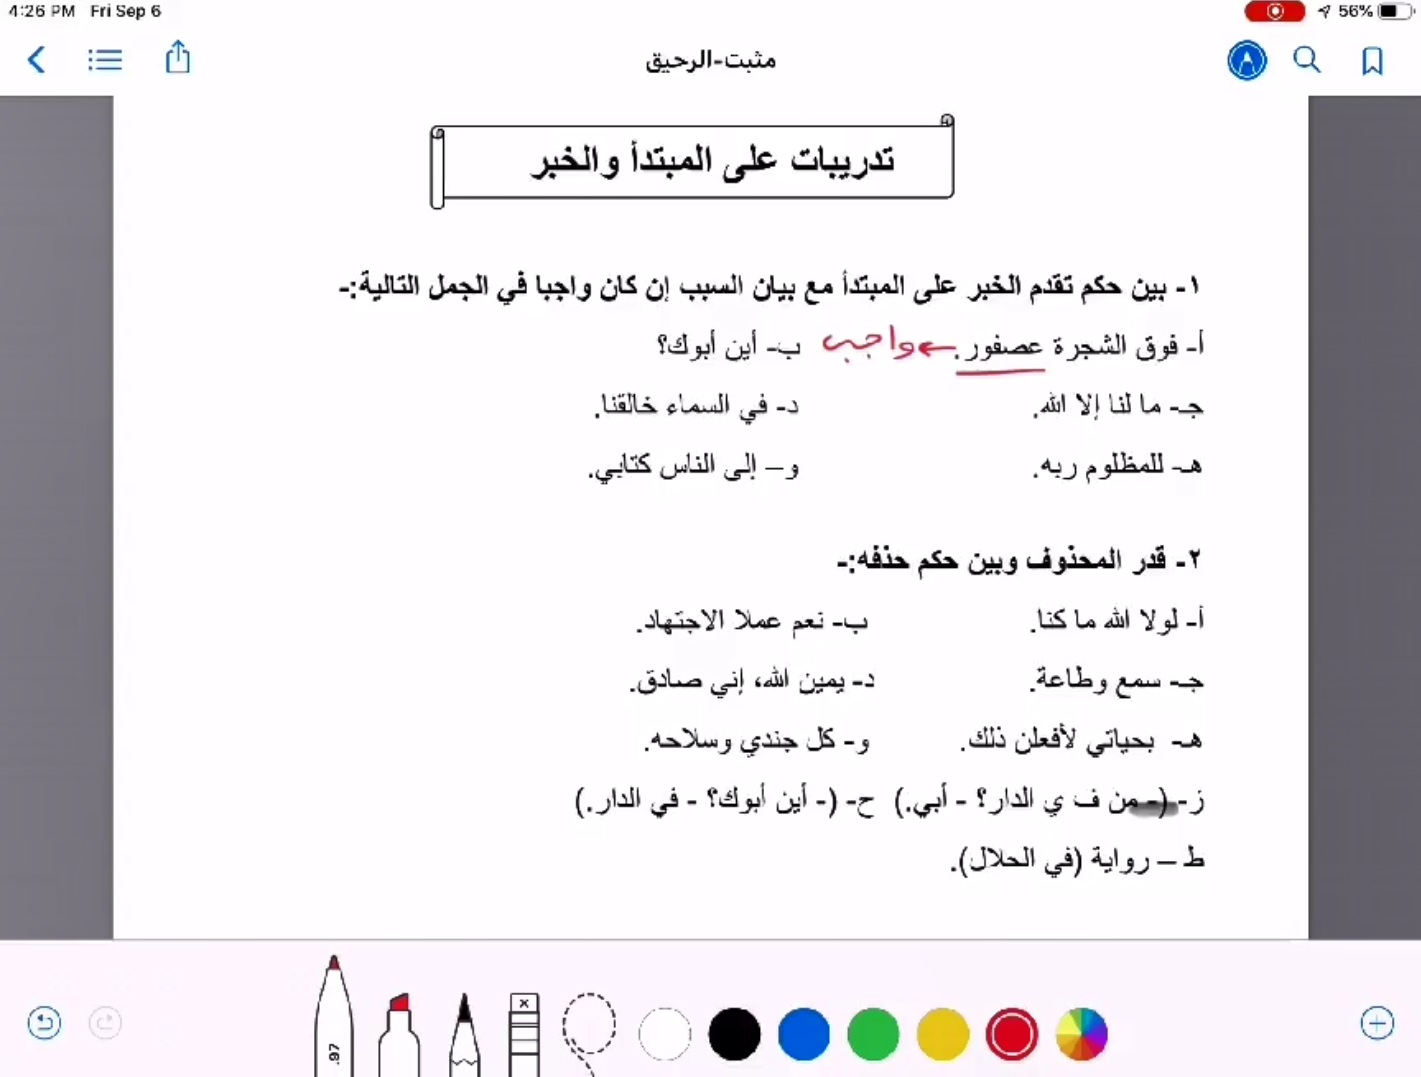 4:26 PM Fri Sep 6 56%
مثبت-الرحيق
تدريبات على المبتدأ والخبر
١- بين حكم تقدم الخبر على المبتدأ مع بيان السبب إن كان واجبا في الجمل التالية:-
أ- فوق الشجرة عصفور. واجب ب- أين أبوك؟
جـ- ما لنا إلا الله. د- في السماء خالقنا.
هـ- للمظلوم ربه. و – إلى الناس كتابي.
٢- قدر المحذوف وبين حكم حذفه:-
أ- لولا الله ما كنا. ب- نعم عملا الاجتهاد.
جـ- سمع وطاعة. د- يمين الله، إني صادق.
هـ- بحياتي لأفعلن ذلك. و- كل جندي وسلاحه.
ز- (- من ف ي الدار؟ - أبي.) ح- (- أين أبوك؟ - في الدار.)
ط – رواية (في الحلال).
.97